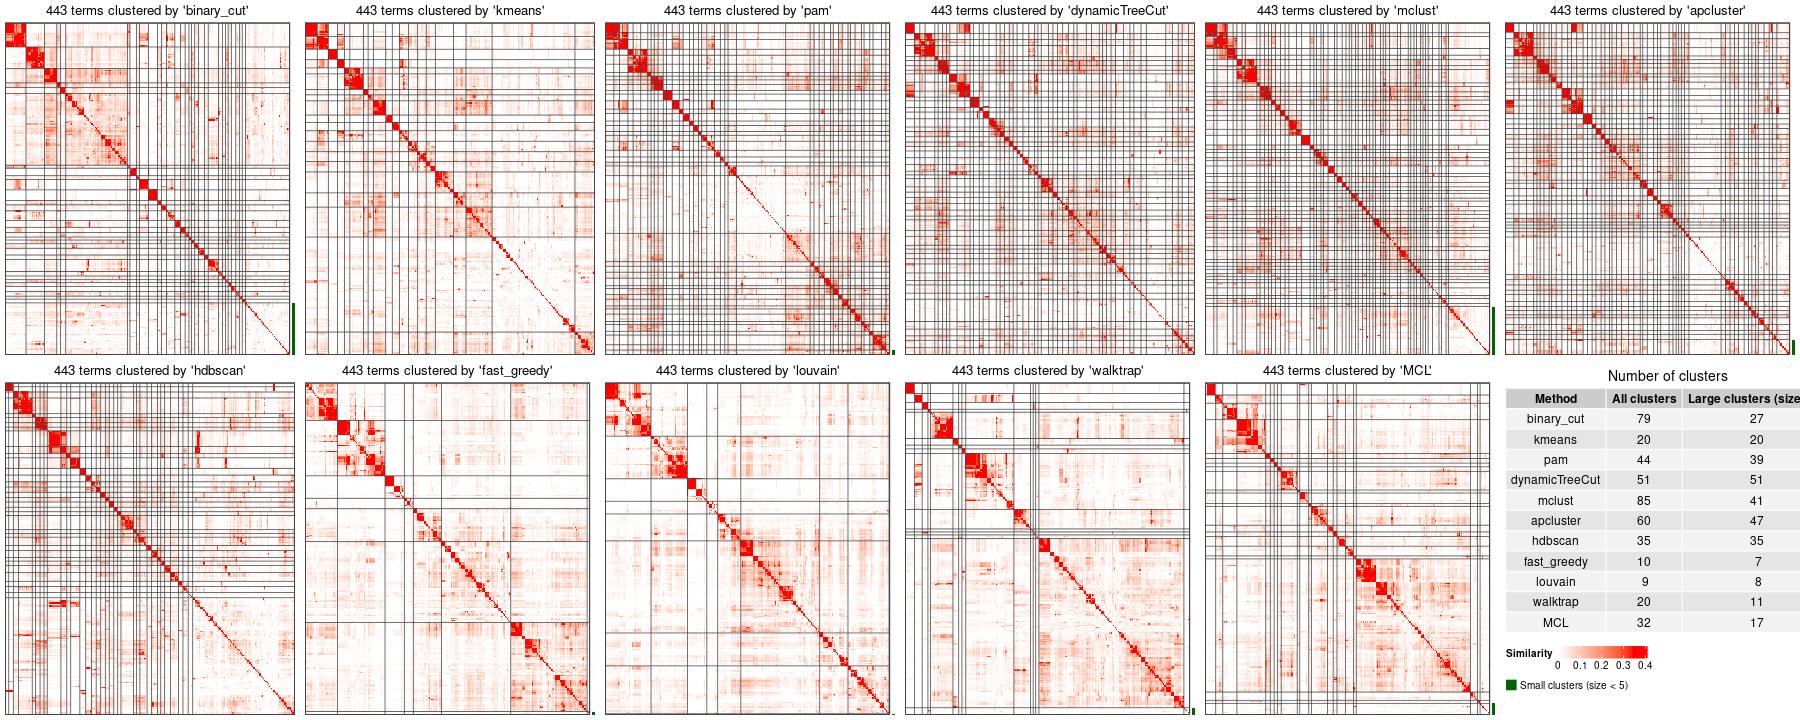 443 terms clustered by 'binary_cut'
443 terms clustered by 'kmeans'
443 terms clustered by 'pam'
443 terms clustered by 'dynamicTreeCut'
443 terms clustered by 'mclust'
443 terms clustered by 'apcluster'
443 terms clustered by 'hdbscan'
443 terms clustered by 'fast_greedy'
443 terms clustered by 'louvain'
443 terms clustered by 'walktrap'
443 terms clustered by 'MCL'
Number of clusters
Method All clusters Large clusters (size
binary_cut 79 27
kmeans 20 20
pam 44 39
dynamicTreeCut 51 51
mclust 85 41
apcluster 60 47
hdbscan 35 35
fast_greedy 10 7
louvain 9 8
walktrap 20 11
MCL 32 17
Similarity
0 0.1 0.2 0.3 0.4
Small clusters (size < 5)